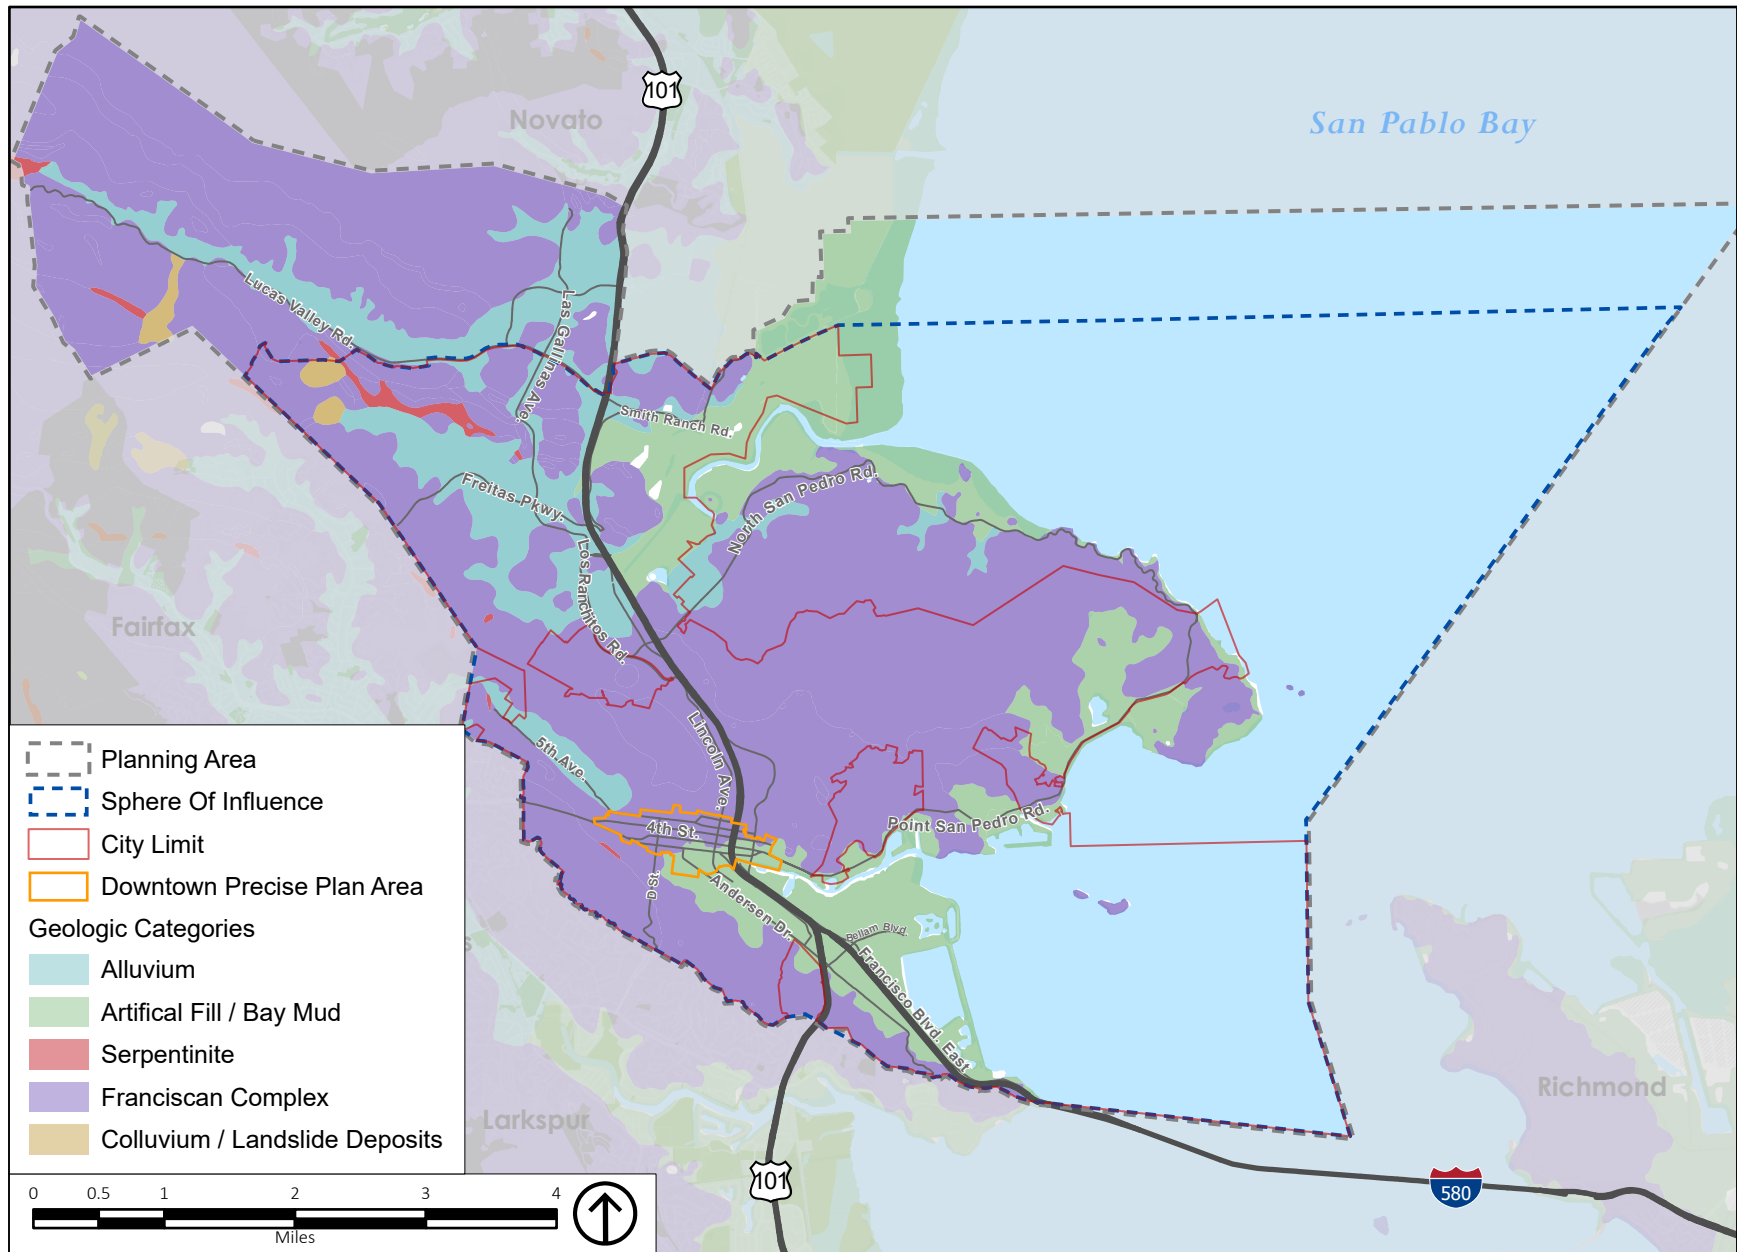 101
Novato
San Pablo Bay
Lucas Valley Rd.
Las Gallinas Ave.
Smith Ranch Rd.
Freitas Pkwy.
North San Pedro Rd.
Los Ranchitos Rd.
Fairfax
Lincoln Ave.
5th Ave.
4th St.
Point San Pedro Rd.
D St.
Andersen Dr.
Bellam Blvd.
Francisco Blvd. East
s
Larkspur
Richmond
101
580
Planning Area
Sphere Of Influence
City Limit
Downtown Precise Plan Area
Geologic Categories
Alluvium
Artifical Fill / Bay Mud
Serpentinite
Franciscan Complex
Colluvium / Landslide Deposits
0 0.5 1 2 3 4
Miles